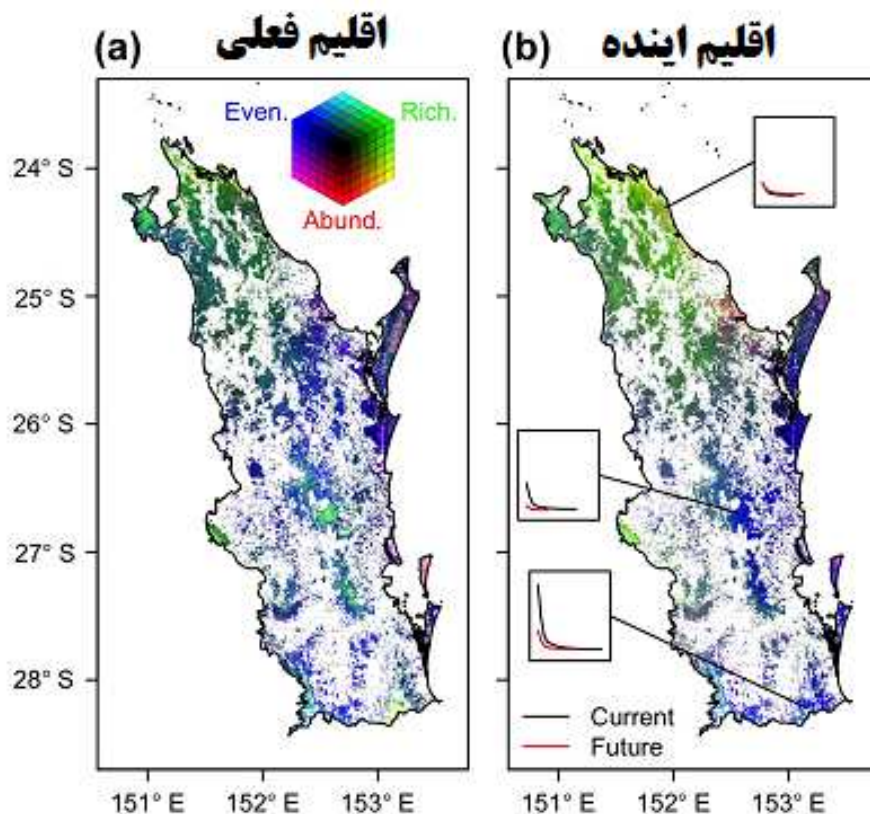 (a) اقلیم فعلی
(b) اقلیم اینده
Even.
Rich.
Abund.
24° S
25° S
26° S
27° S
28° S
151° E
152° E
153° E
Current
Future
151° E
152° E
153° E